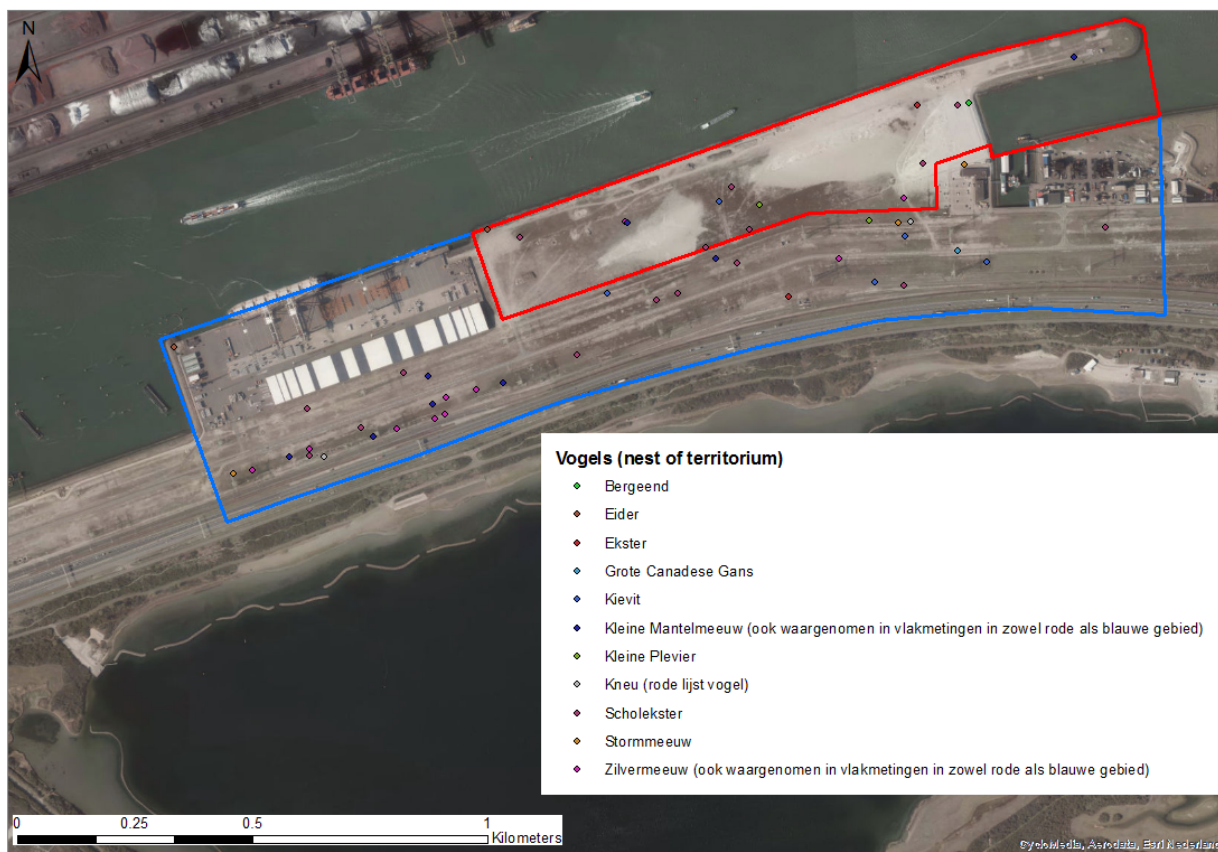 N
Vogels (nest of territorium)
Bergeend
Eider
Ekster
Grote Canadese Gans
Kievit
Kleine Mantelmeeuw (ook waargenomen in vlakmetingen in zowel rode als blauwe gebied)
Kleine Plevier
Kneu (rode lijst vogel)
Scholekster
Stormmeeuw
Zilvermeeuw (ook waargenomen in vlakmetingen in zowel rode als blauwe gebied)
0 0.25 0.5 1
Kilometers
CycloMedia, Aerodata, Esri Nederland